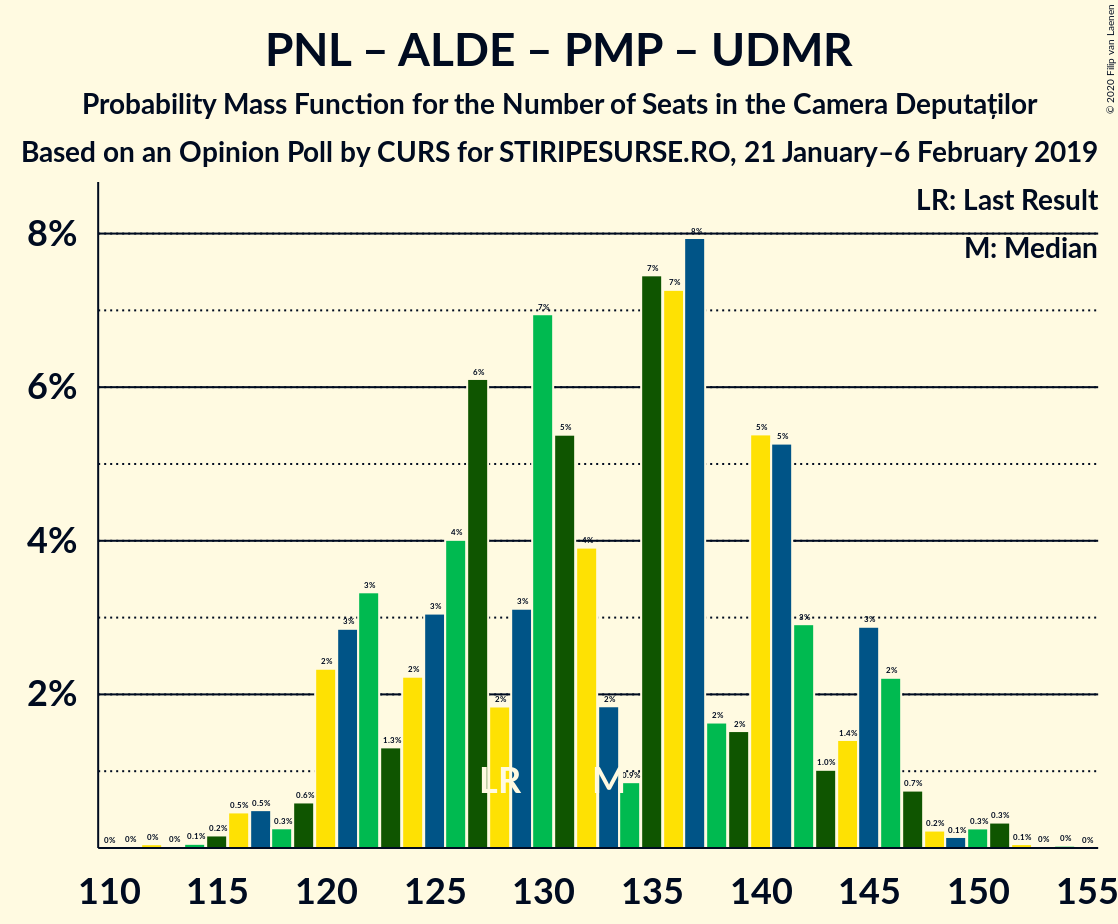 PNL – ALDE – PMP – UDMR
Probability Mass Function for the Number of Seats in the Camera Deputaților
Based on an Opinion Poll by CURS for STIRIPESURSE.RO, 21 January–6 February 2019
© 2020 Filip van Laenen
LR: Last Result
M: Median
8%
6%
4%
2%
0% 0% 0% 0% 0.1% 0.2% 0.5% 0.5% 0.3% 0.6% 2% 3% 3% 1.3% 2% 3% 4% 6% 2% 3% 7% 5% 4% 2% 0.9% 7% 7% 8% 2% 2% 5% 5% 3% 1.0% 1.4% 3% 2% 0.7% 0.2% 0.1% 0.3% 0.3% 0.1% 0% 0% 0%
LR M
110 115 120 125 130 135 140 145 150 155